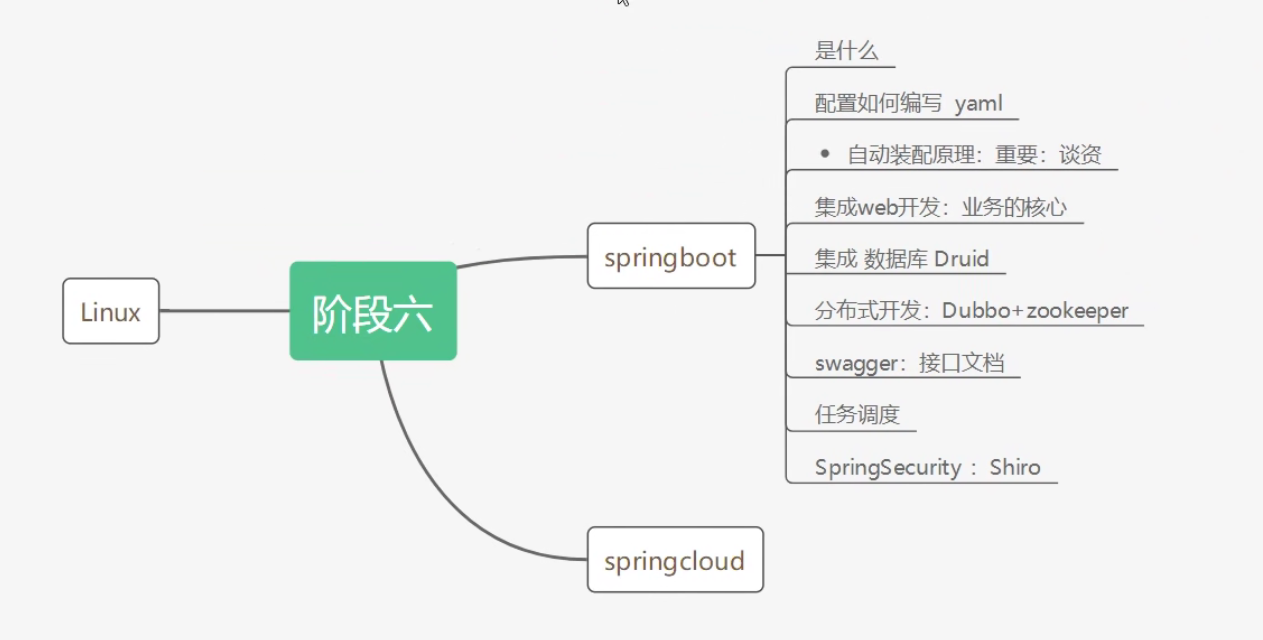 Linux
阶段六
springboot
是什么
配置如何编写 yaml
• 自动装配原理：重要：谈资
集成web开发：业务的核心
集成 数据库 Druid
分布式开发：Dubbo+zookeeper
swagger：接口文档
任务调度
SpringSecurity ：Shiro
springcloud